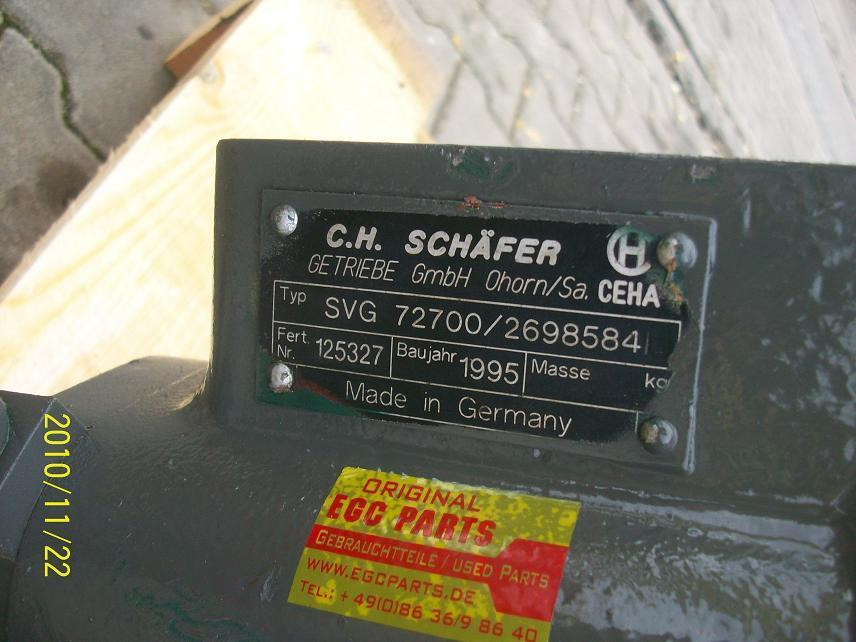 C.H. SCHÄFER
GETRIEBE GmbH Ohorn/Sa. CEHA
Typ SVG 72700/2698584
Fert. Nr. 125327 Baujahr 1995 Masse kg
Made in Germany
ORIGINAL
EGC PARTS
GEBRAUCHTTEILE / USED PARTS
WWW.EGCPARTS.DE
TEL.: + 49(0)86 36/9 86 40
2010/11/22